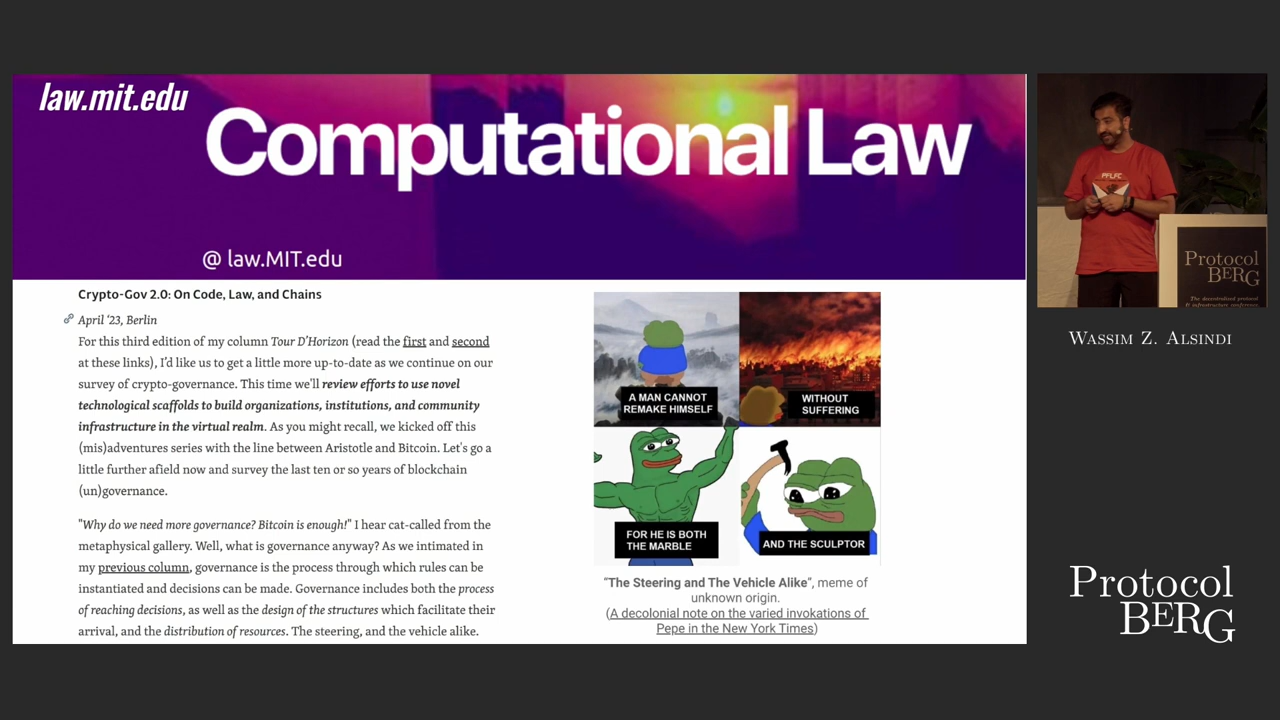 law.mit.edu
Computational Law
@ law.MIT.edu
Crypto-Gov 2.0: On Code, Law, and Chains
April '23, Berlin
For this third edition of my column Tour D'Horizon (read the first and second
at these links), I'd like us to get a little more up-to-date as we continue on our
survey of crypto-governance. This time we'll review efforts to use novel
technological scaffolds to build organizations, institutions, and community
infrastructure in the virtual realm. As you might recall, we kicked off this
(mis)adventures series with the line between Aristotle and Bitcoin. Let's go a
little further afield now and survey the last ten or so years of blockchain
(un)governance.
"Why do we need more governance? Bitcoin is enough!" I hear cat-called from the
metaphysical gallery. Well, what is governance anyway? As we intimated in
my previous column, governance is the process through which rules can be
instantiated and decisions can be made. Governance includes both the process
of reaching decisions, as well as the design of the structures which facilitate their
arrival, and the distribution of resources. The steering, and the vehicle alike.
A MAN CANNOT
REMAKE HIMSELF
WITHOUT
SUFFERING
FOR HE IS BOTH
THE MARBLE
AND THE SCULPTOR
“The Steering and The Vehicle Alike”, meme of
unknown origin.
(A decolonial note on the varied invokations of
Pepe in the New York Times)
PFLFC
Protocol
BERG
The decentralized protocol
& infrastructure conference
WASSIM Z. ALSINDI
Protocol
BERG